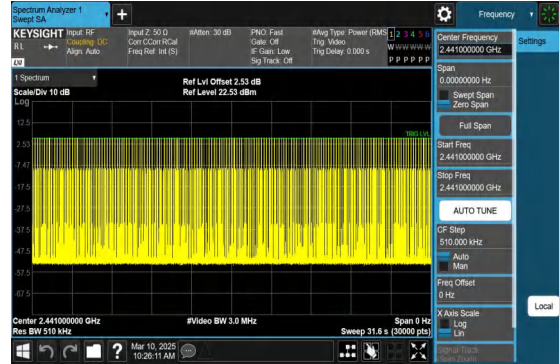 Spectrum Analyzer 1
Swept SA
+
Frequency
KEYSIGHT
RL
LXI
Input: RF
Coupling: DC
Align: Auto
Input Z: 50 Ω
Corr CCorr RCal
Freq Ref: Int (S)
#Atten: 30 dB
PNO: Fast
Gate: Off
IF Gain: Low
Sig Track: Off
#Avg Type: Power (RMS
Trig: Video
Trig Delay: 0.000 s
1 2 3 4 5 6
W W W W W W
P P P P P P
1 Spectrum
Scale/Div 10 dB
Log
Ref Lvl Offset 2.53 dB
Ref Level 22.53 dBm
12.5
2.53
-7.47
-17.5
-27.5
-37.5
-47.5
-57.5
-67.5
TRIG LVL
Center 2.441000000 GHz
Res BW 510 kHz
#Video BW 3.0 MHz
Span 0 Hz
Sweep 31.6 s (30000 pts)
Center Frequency
2.441000000 GHz
Settings
Span
0.00000000 Hz
Swept Span
Zero Span
Full Span
Start Freq
2.441000000 GHz
Stop Freq
2.441000000 GHz
AUTO TUNE
CF Step
510.000 kHz
Auto
Man
Freq Offset
0 Hz
X Axis Scale
Log
Lin
Signal Track
(Span Zoom)
Local
?
Mar 10, 2025
10:26:11 AM